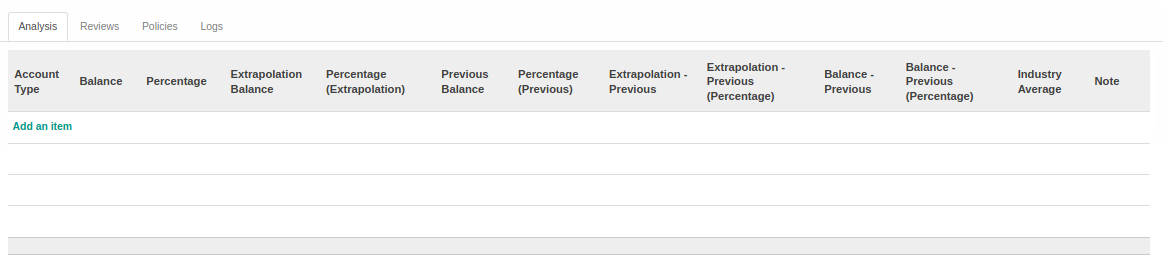 Analysis Reviews Policies Logs
Account Type Balance Percentage Extrapolation Balance Percentage (Extrapolation) Previous Balance Percentage (Previous) Extrapolation - Previous Extrapolation - Previous (Percentage) Balance - Previous Balance - Previous (Percentage) Industry Average Note
Add an item